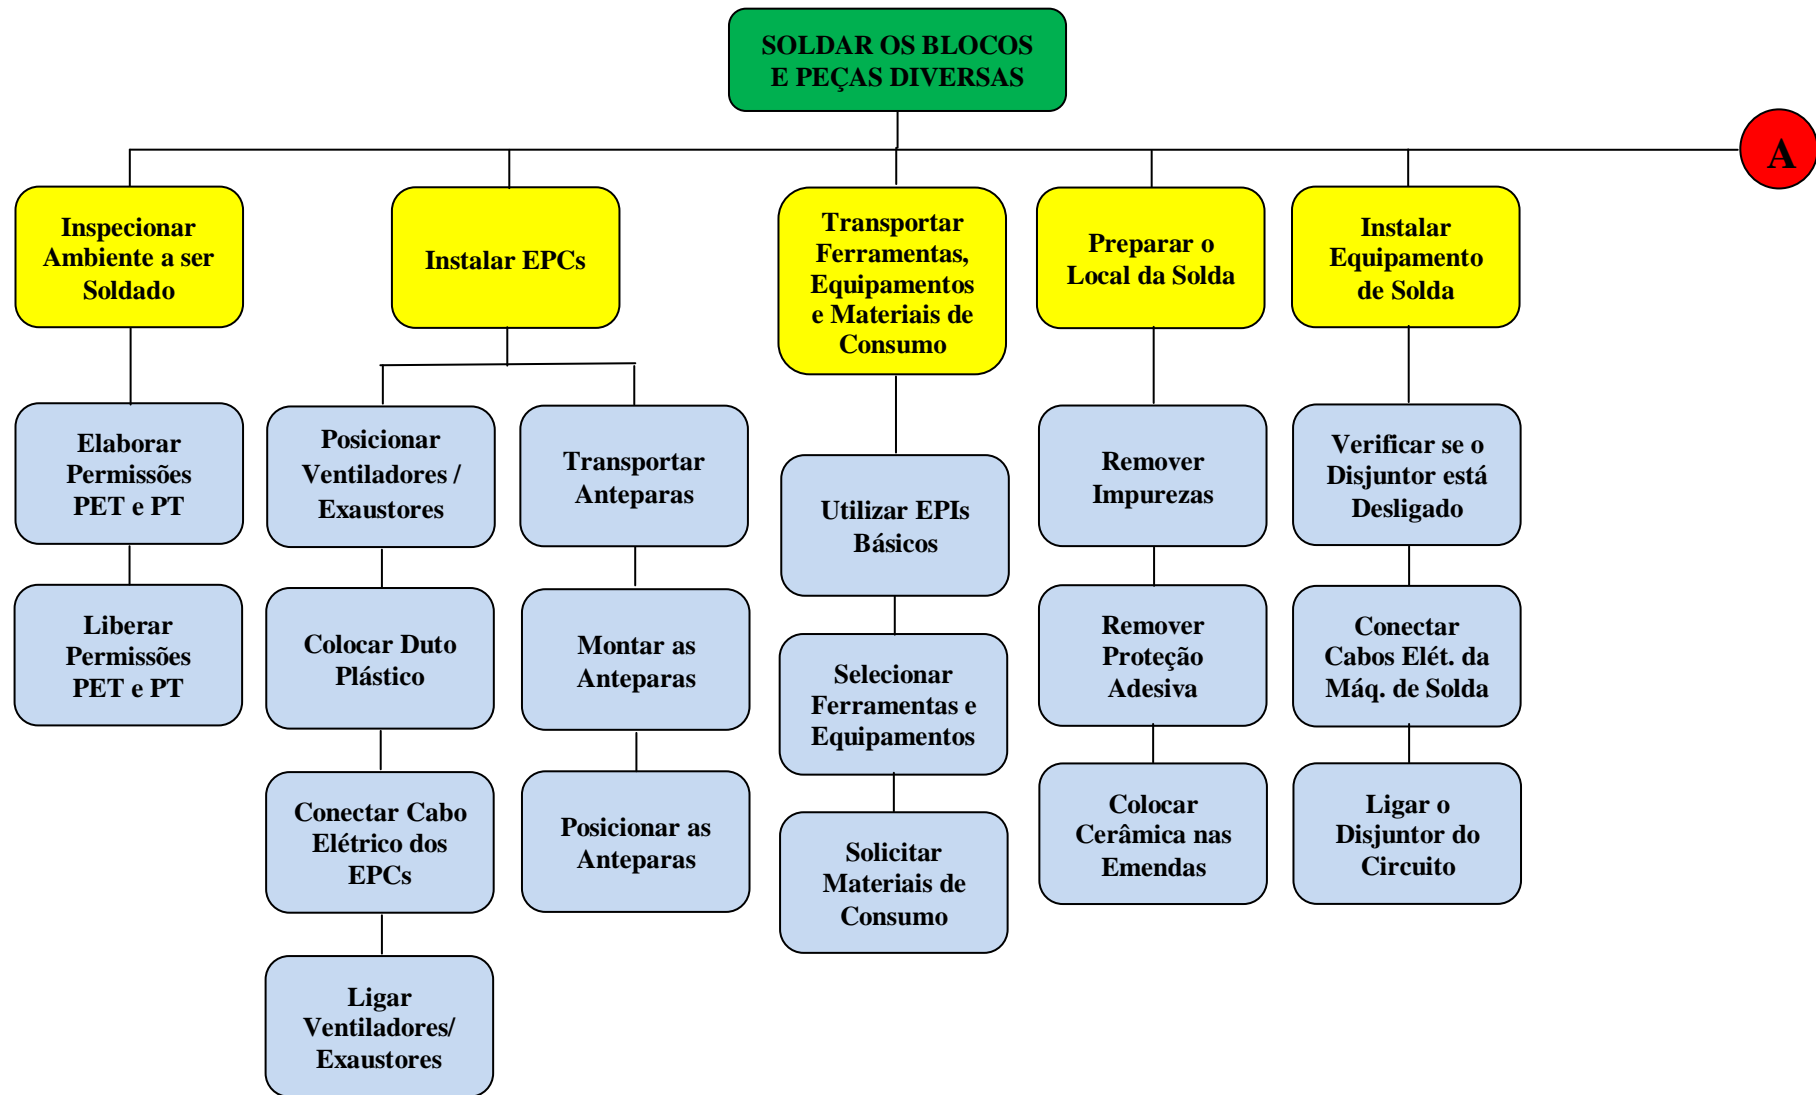 SOLDAR OS BLOCOS
E PEÇAS DIVERSAS
A
Inspecionar
Ambiente a ser
Soldado
Instalar EPCs
Transportar
Ferramentas,
Equipamentos
e Materiais de
Consumo
Preparar o
Local da Solda
Instalar
Equipamento
de Solda
Elaborar
Permissões
PET e PT
Liberar
Permissões
PET e PT
Posicionar
Ventiladores /
Exaustores
Colocar Duto
Plástico
Conectar Cabo
Elétrico dos
EPCs
Ligar
Ventiladores/
Exaustores
Transportar
Anteparas
Montar as
Anteparas
Posicionar as
Anteparas
Utilizar EPIs
Básicos
Selecionar
Ferramentas e
Equipamentos
Solicitar
Materiais de
Consumo
Remover
Impurezas
Remover
Proteção
Adesiva
Colocar
Cerâmica nas
Emendas
Verificar se o
Disjuntor está
Desligado
Conectar
Cabos Elét. da
Máq. de Solda
Ligar o
Disjuntor do
Circuito